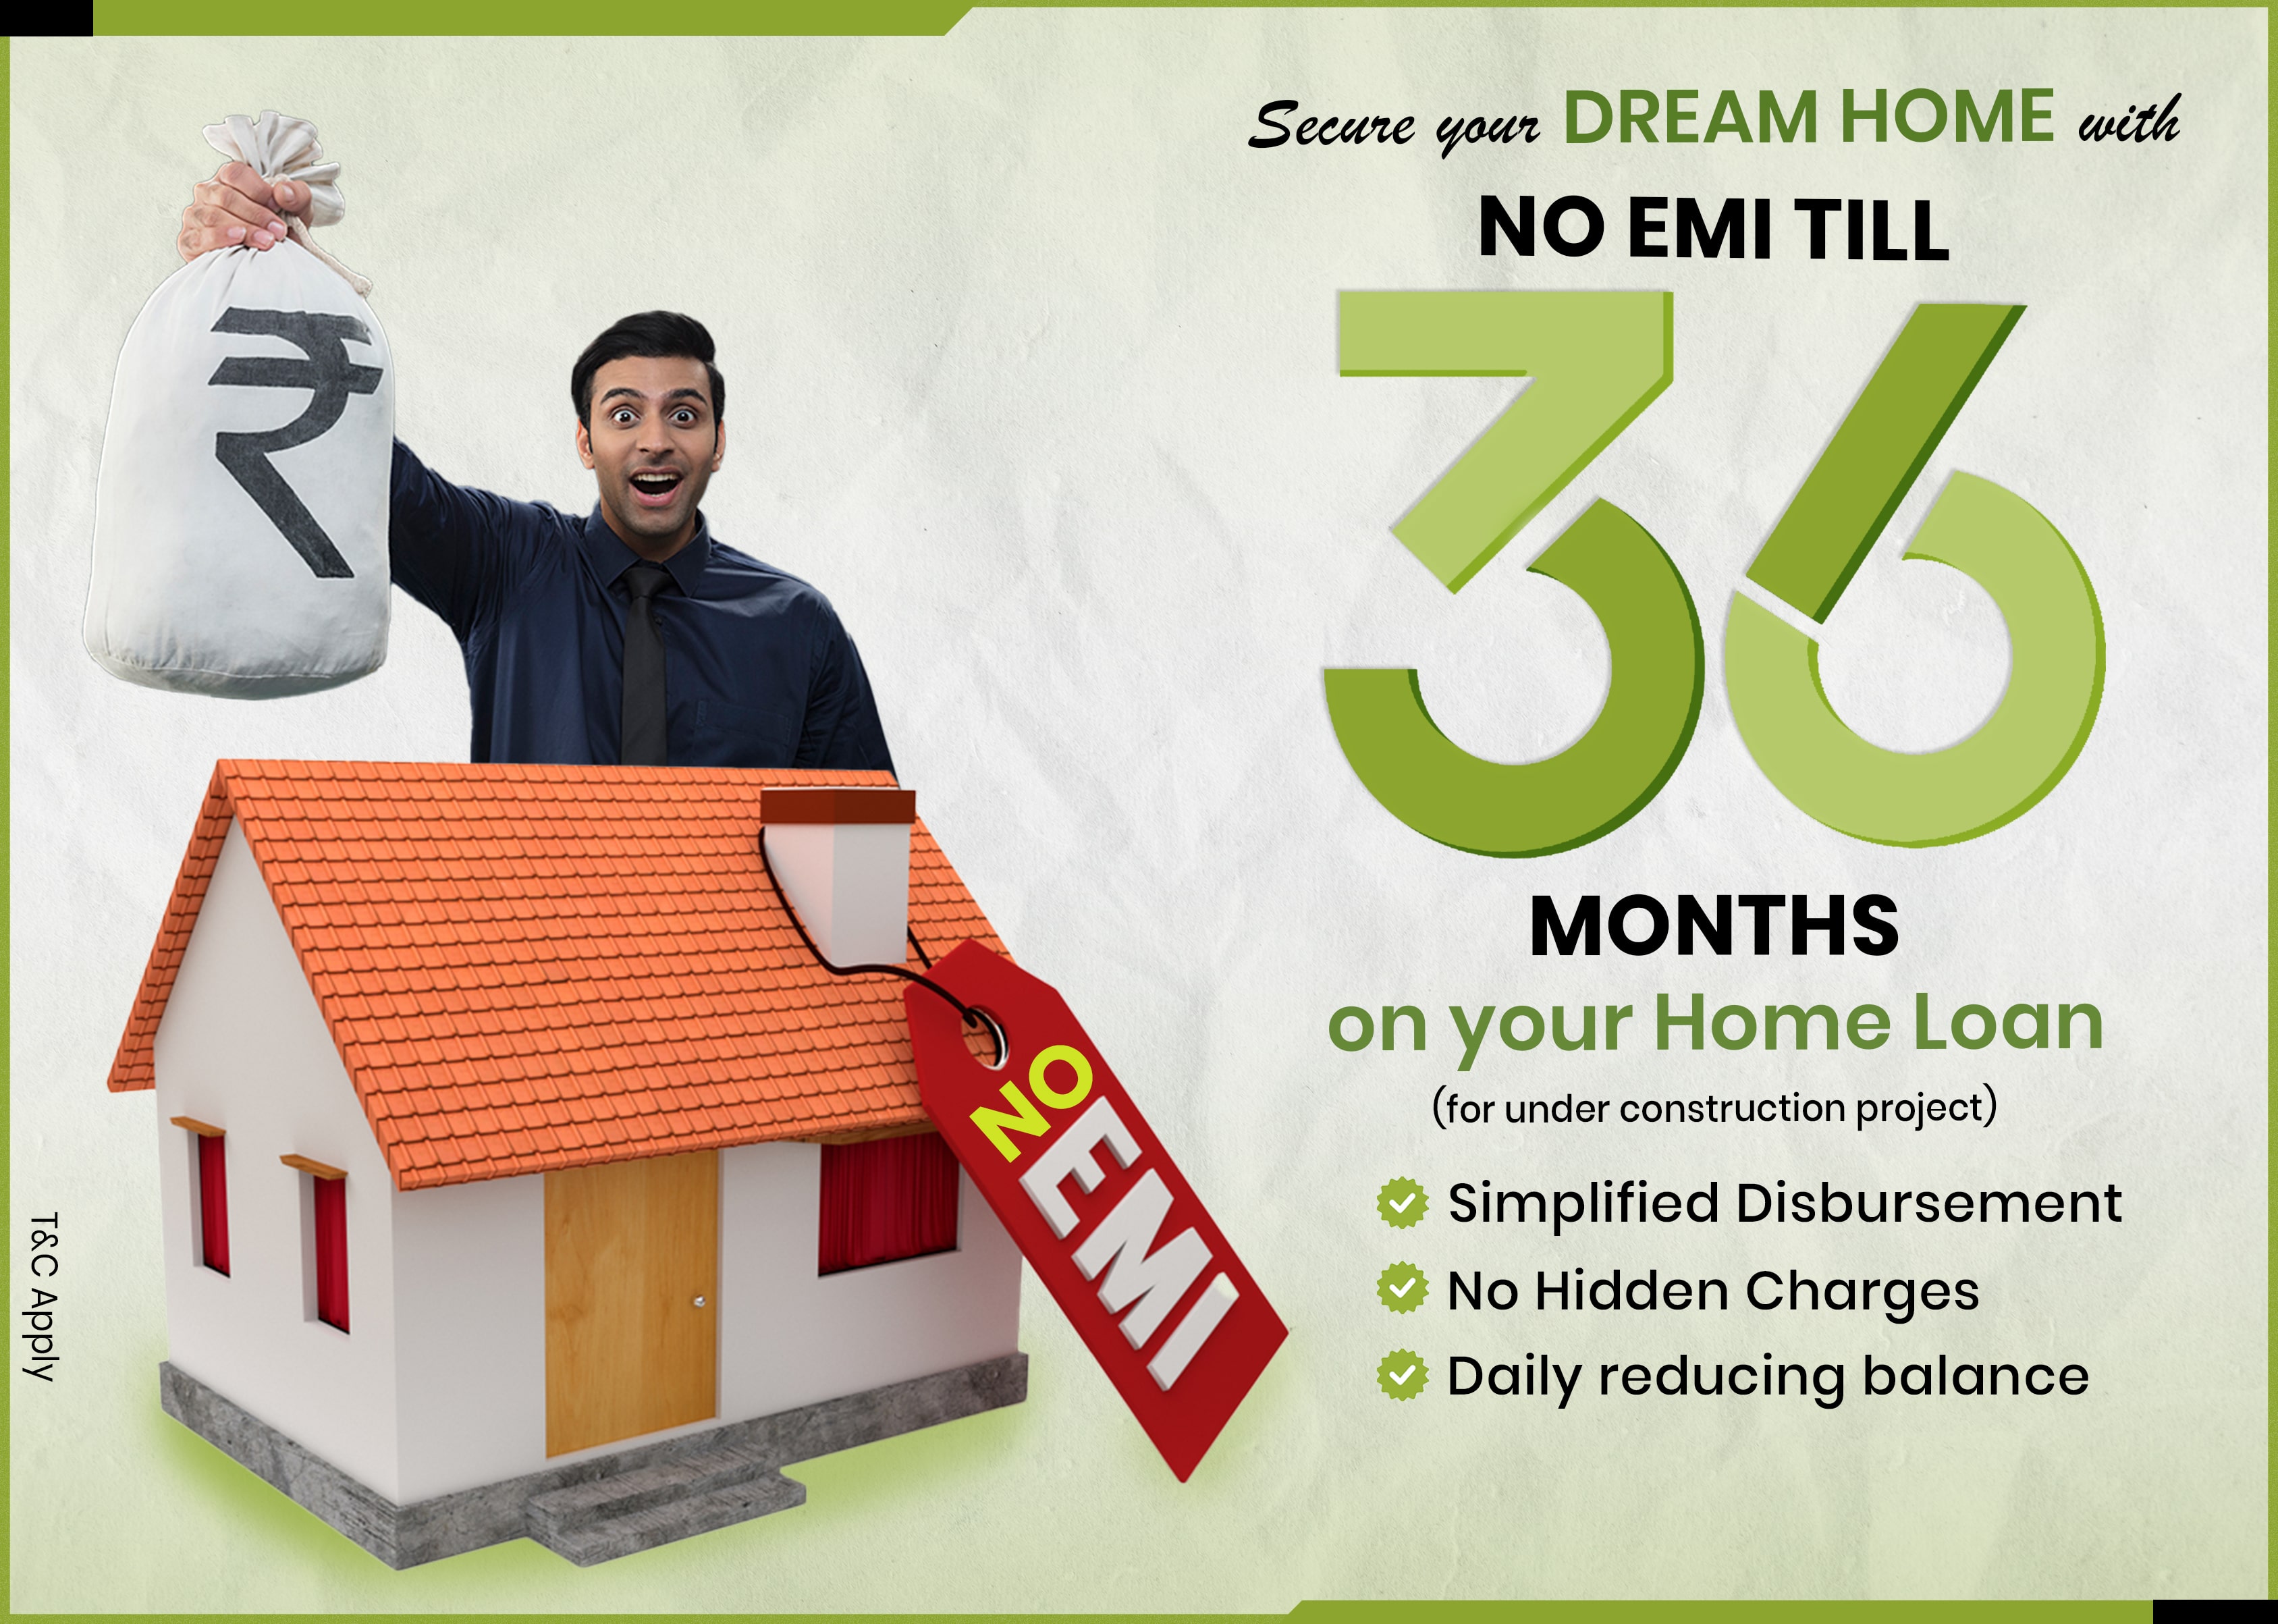 Secure your DREAM HOME with
NO EMI TILL
36
MONTHS
on your Home Loan
(for under construction project)
Simplified Disbursement
No Hidden Charges
Daily reducing balance
₹
NO
EMI
T&C Apply